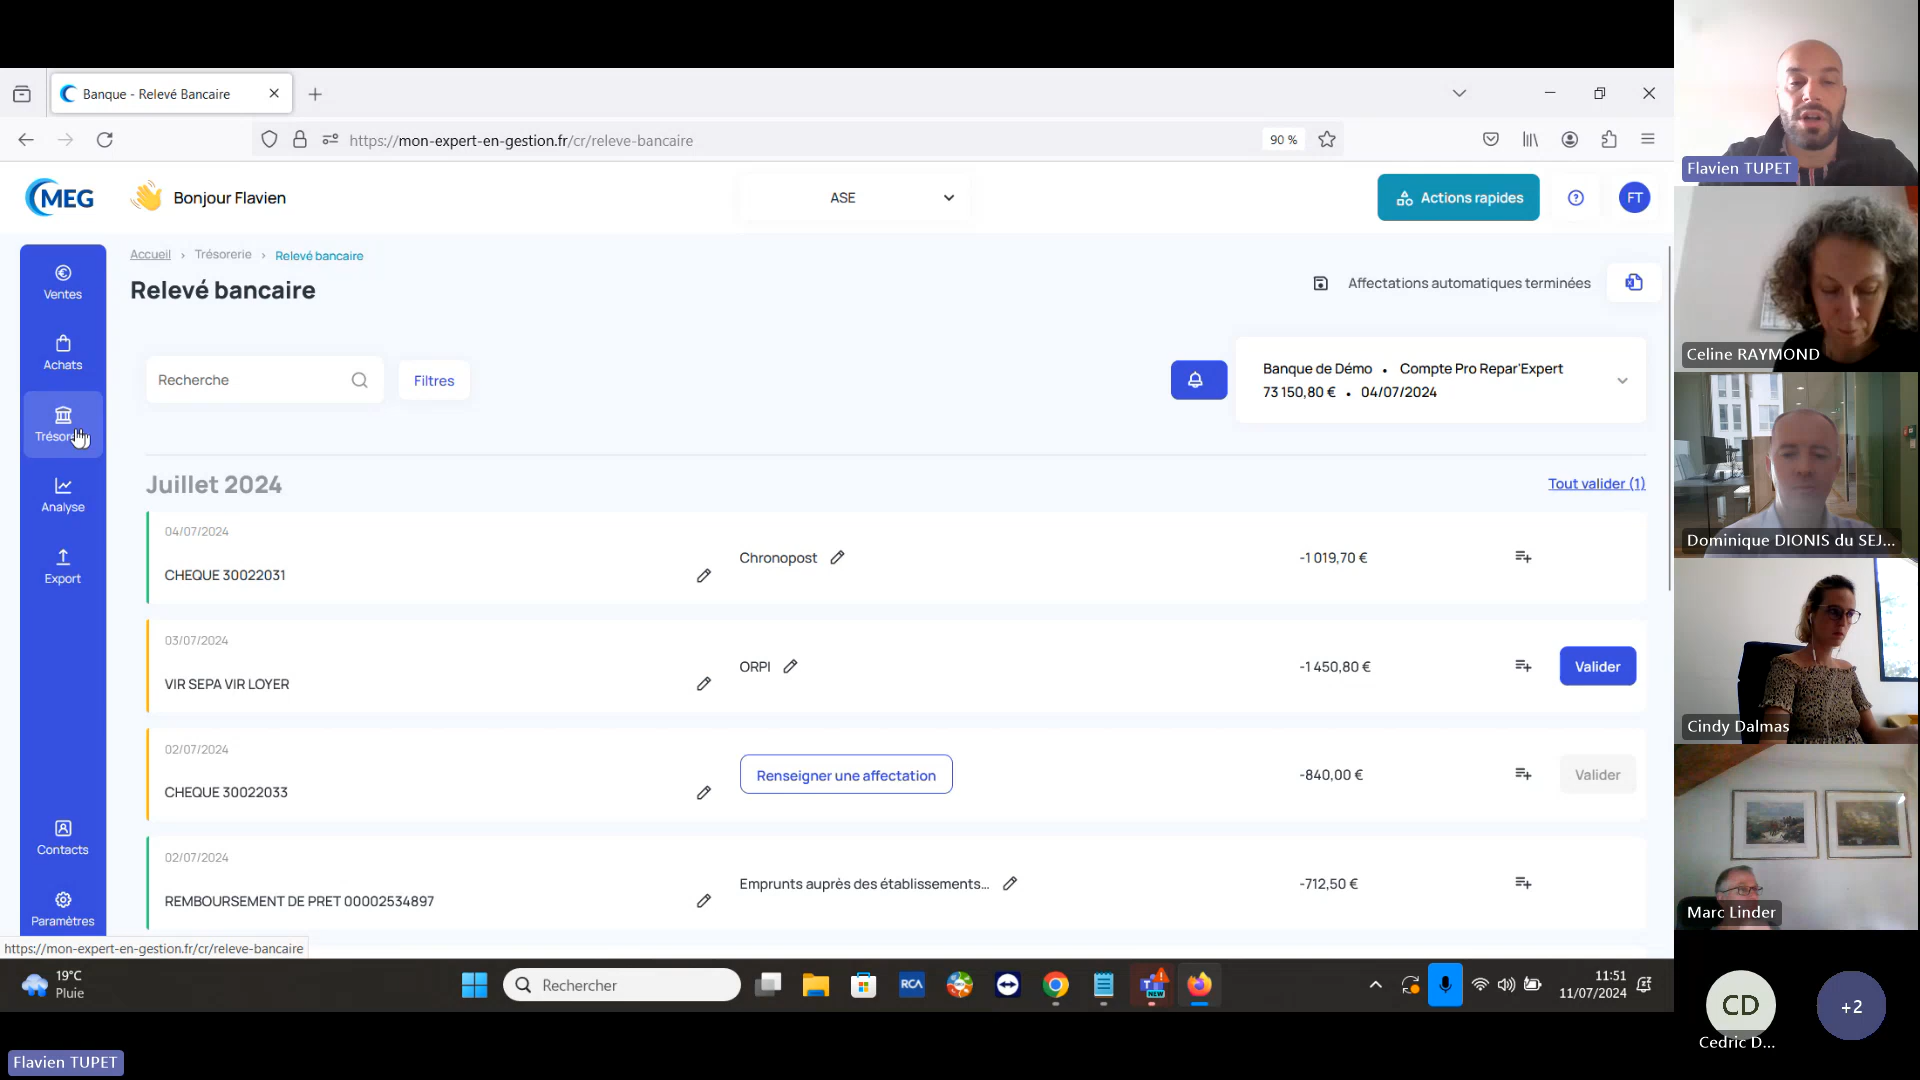 Banque - Relevé Bancaire
https://mon-expert-en-gestion.fr/cr/releve-bancaire
90 %
MEG
Bonjour Flavien
ASE
Actions rapides
FT
Ventes
Achats
Trésor
Analyse
Export
Contacts
Paramètres
Accueil > Trésorerie > Relevé bancaire
Relevé bancaire
Affectations automatiques terminées
Recherche
Filtres
Banque de Démo • Compte Pro Repar'Expert
73 150,80 € • 04/07/2024
Juillet 2024
Tout valider (1)
04/07/2024
CHEQUE 30022031
Chronopost
-1 019,70 €
03/07/2024
VIR SEPA VIR LOYER
ORPI
-1 450,80 €
Valider
02/07/2024
CHEQUE 30022033
Renseigner une affectation
-840,00 €
Valider
02/07/2024
REMBOURSEMENT DE PRET 00002534897
Emprunts auprès des établissements...
-712,50 €
https://mon-expert-en-gestion.fr/cr/releve-bancaire
19°C
Pluie
Rechercher
RCA
NEW
11:51
11/07/2024
Flavien TUPET
Flavien TUPET
Celine RAYMOND
Dominique DIONIS du SEJ...
Cindy Dalmas
Marc Linder
CD
Cedric D...
+2